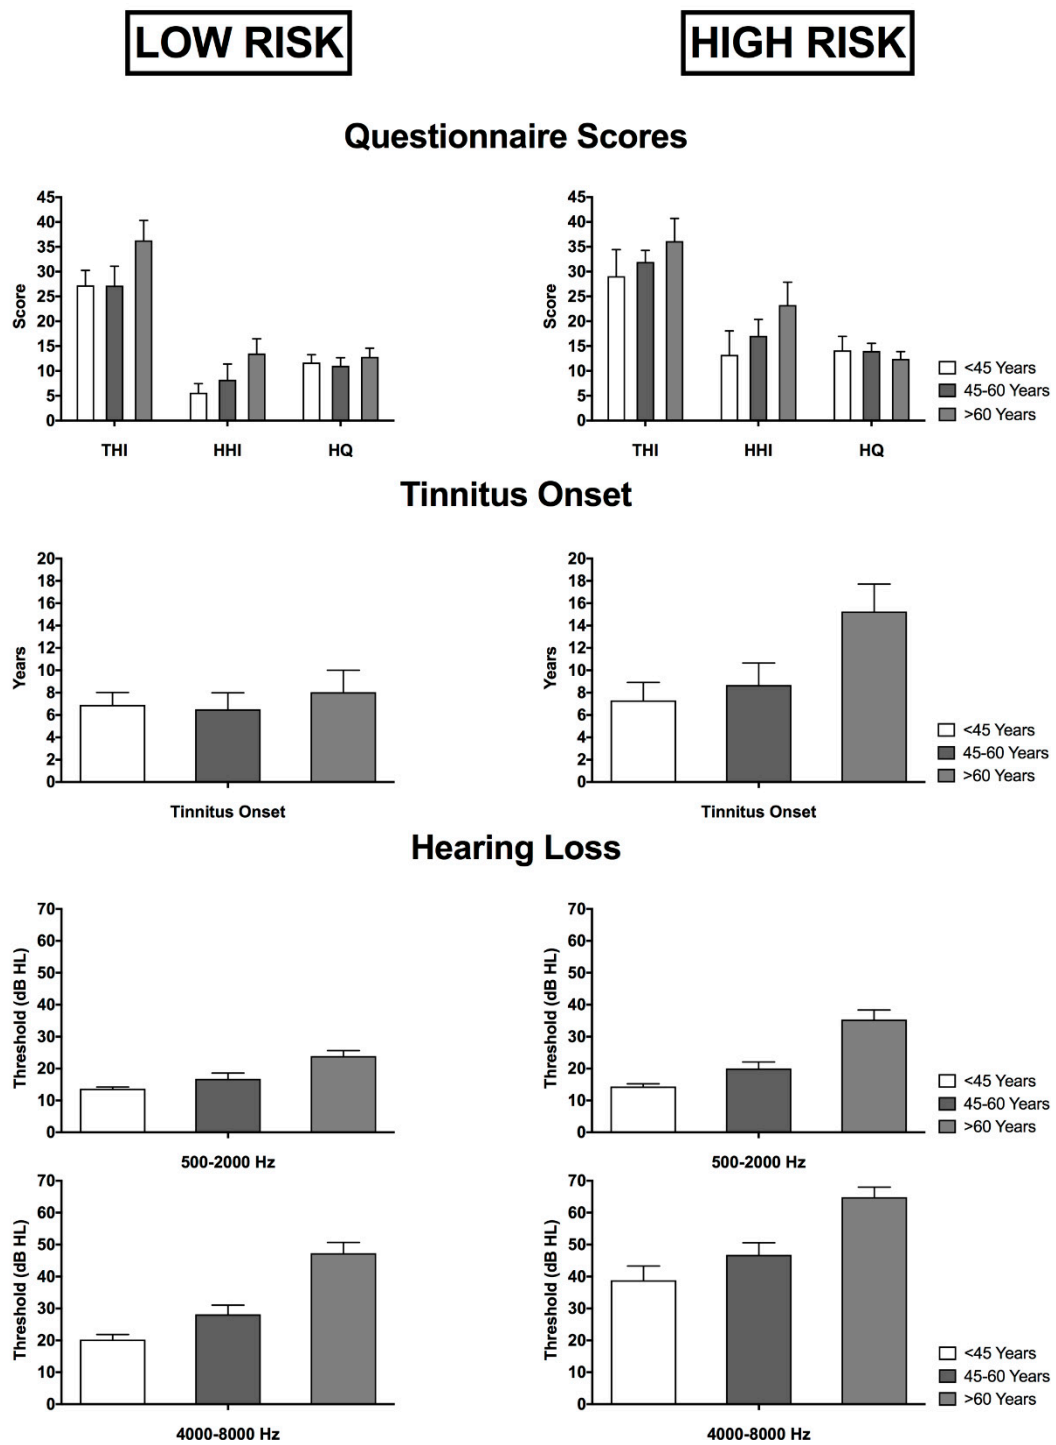 LOW RISK
HIGH RISK
Questionnaire Scores
45
40
35
30
25
20
15
10
5
0
Score
THI HHI HQ
45
40
35
30
25
20
15
10
5
0
Score
THI HHI HQ
<45 Years
45-60 Years
>60 Years
Tinnitus Onset
20
18
16
14
12
10
8
6
4
2
0
Years
Tinnitus Onset
20
18
16
14
12
10
8
6
4
2
0
Years
Tinnitus Onset
<45 Years
45-60 Years
>60 Years
Hearing Loss
70
60
50
40
30
20
10
0
Threshold (dB HL)
500-2000 Hz
70
60
50
40
30
20
10
0
Threshold (dB HL)
500-2000 Hz
<45 Years
45-60 Years
>60 Years
70
60
50
40
30
20
10
0
Threshold (dB HL)
4000-8000 Hz
70
60
50
40
30
20
10
0
Threshold (dB HL)
4000-8000 Hz
<45 Years
45-60 Years
>60 Years